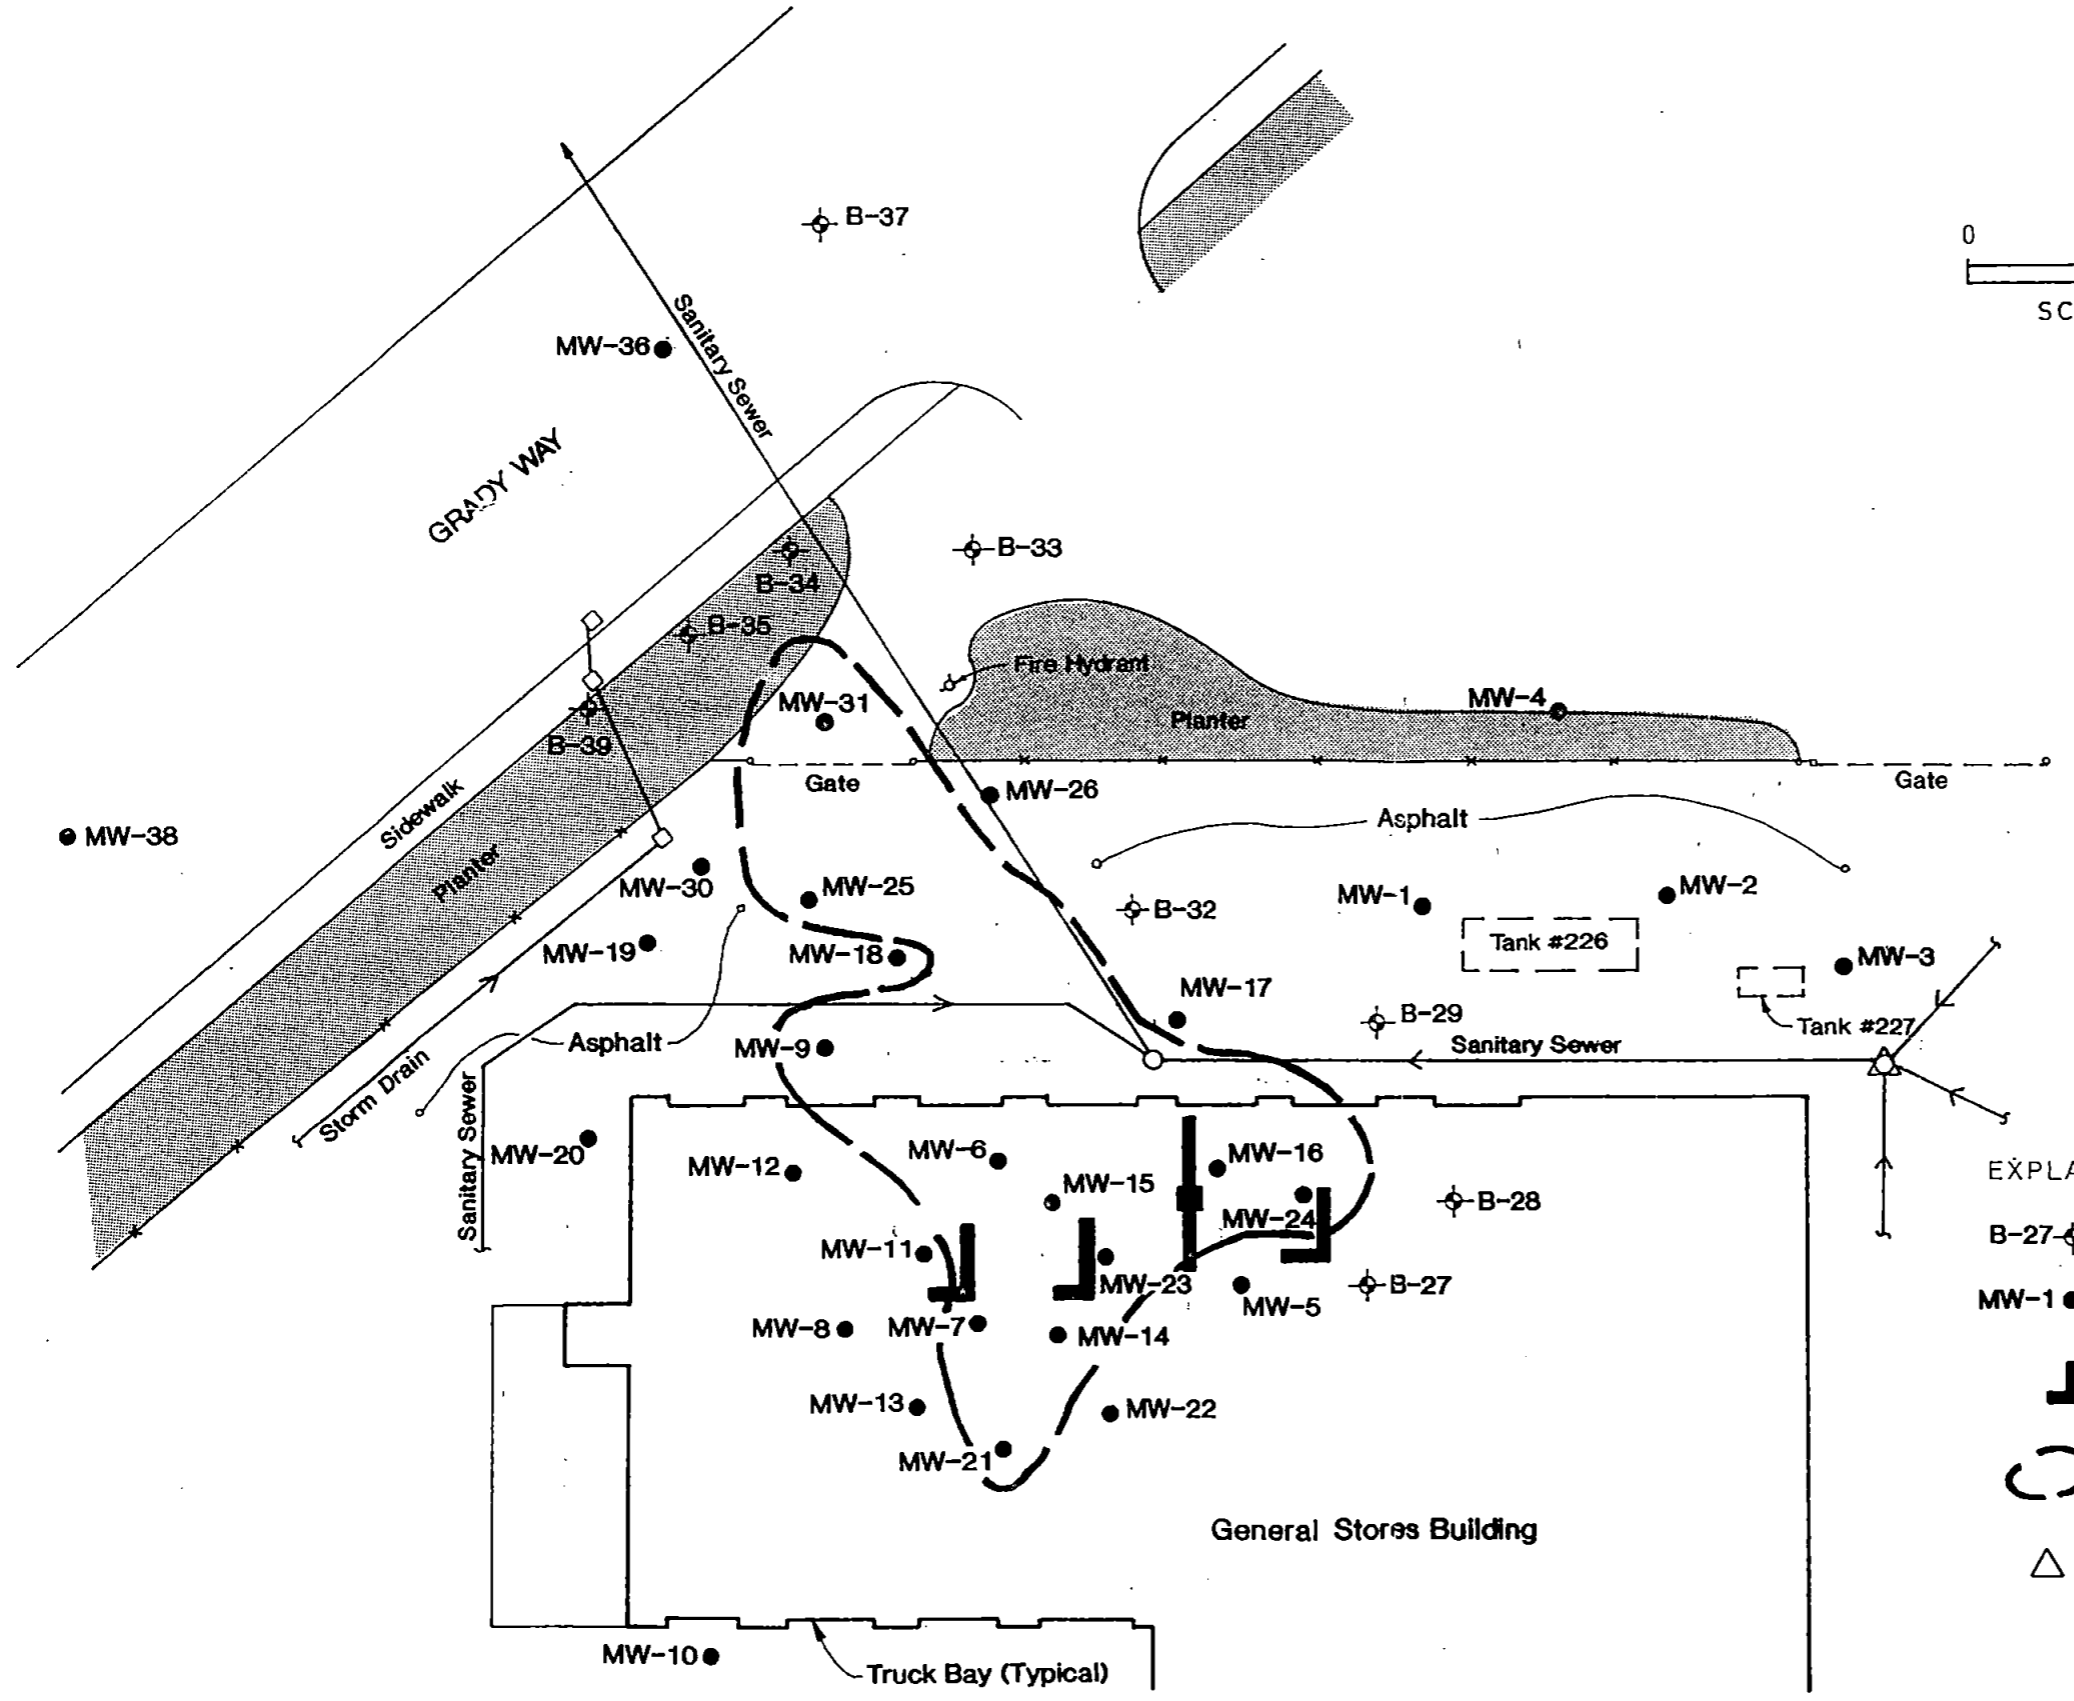 B-37
0
SC
Sanitary Sewer
MW-36
GRADY WAY
B-33
B-34
B-35
Fire Hydrant
MW-4
MW-31
Planter
B-39
Gate
Gate
MW-26
Sidewalk
Asphalt
MW-38
Planter
MW-30
MW-25
MW-1
MW-2
B-32
MW-19
MW-18
Tank #226
MW-3
MW-17
B-29
Tank #227
Asphalt
MW-9
Sanitary Sewer
Storm Drain
Sanitary Sewer
MW-20
MW-12
MW-6
MW-16
MW-15
EXPLA
B-28
MW-24
MW-11
B-27
MW-23
B-27
MW-5
MW-1
MW-8
MW-7
MW-14
MW-13
MW-22
MW-21
General Stores Building
MW-10
Truck Bay (Typical)